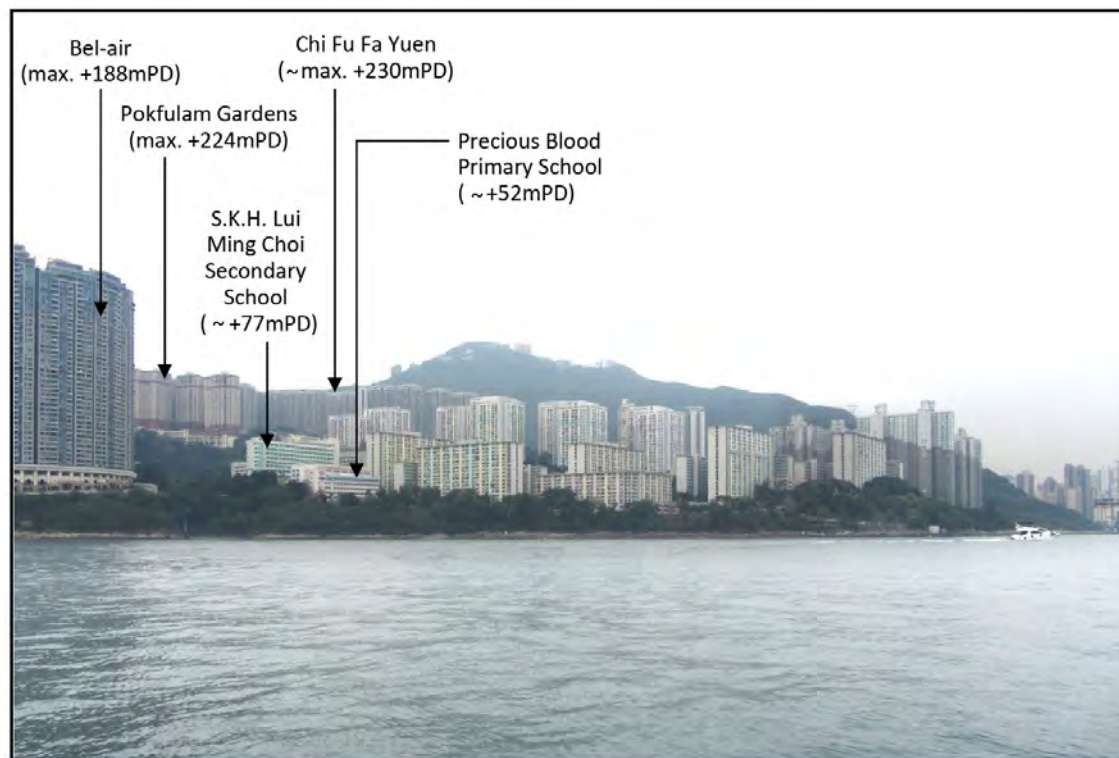 Bel-air
(max. +188mPD)
Chi Fu Fa Yuen
(~max. +230mPD)
Pokfulam Gardens
(max. +224mPD)
Precious Blood
Primary School
( ~+52mPD)
S.K.H. Lui
Ming Choi
Secondary
School
( ~ +77mPD)